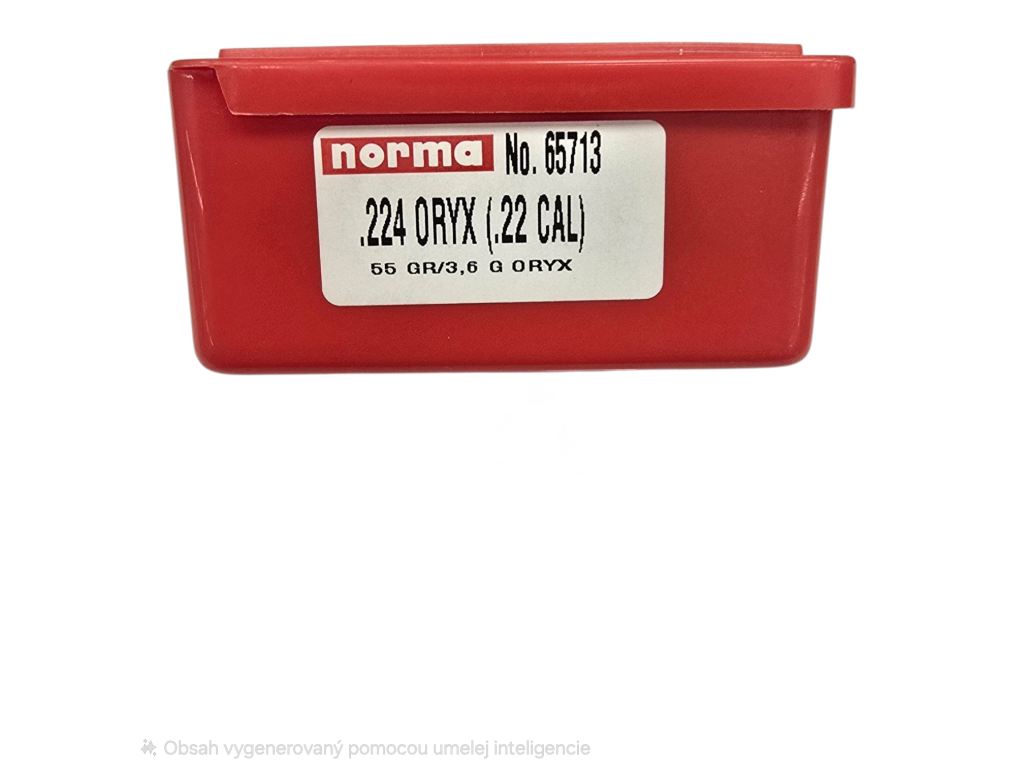 norma No. 65713
.224 ORYX (.22 CAL)
55 GR/3,6 G ORYX
Obsah vygenerovaný pomocou umelej inteligencie